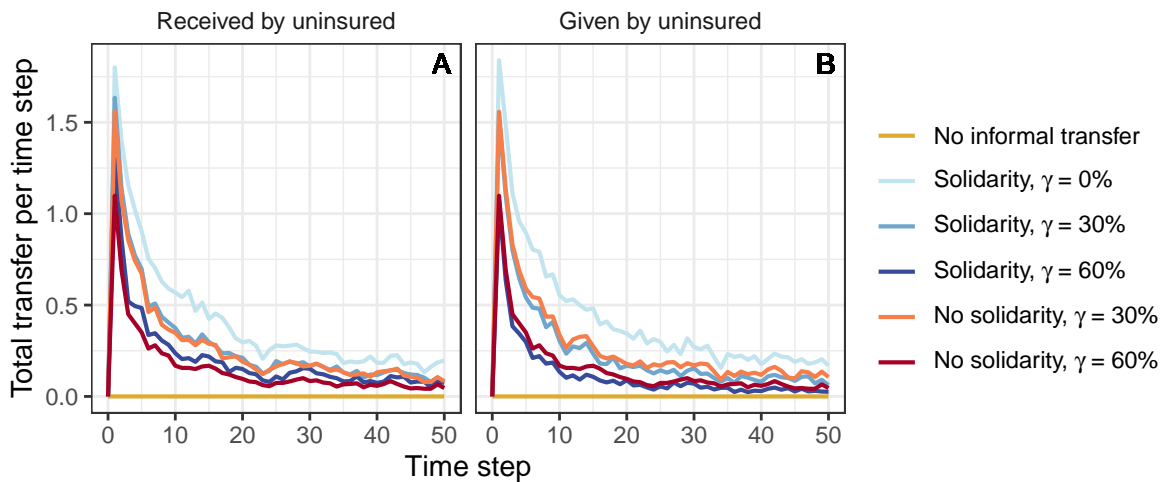 Received by uninsured
Given by uninsured
A
B
Total transfer per time step
1.5
1.0
0.5
0.0
0 10 20 30 40 50
0 10 20 30 40 50
Time step
No informal transfer
Solidarity, γ = 0%
Solidarity, γ = 30%
Solidarity, γ = 60%
No solidarity, γ = 30%
No solidarity, γ = 60%